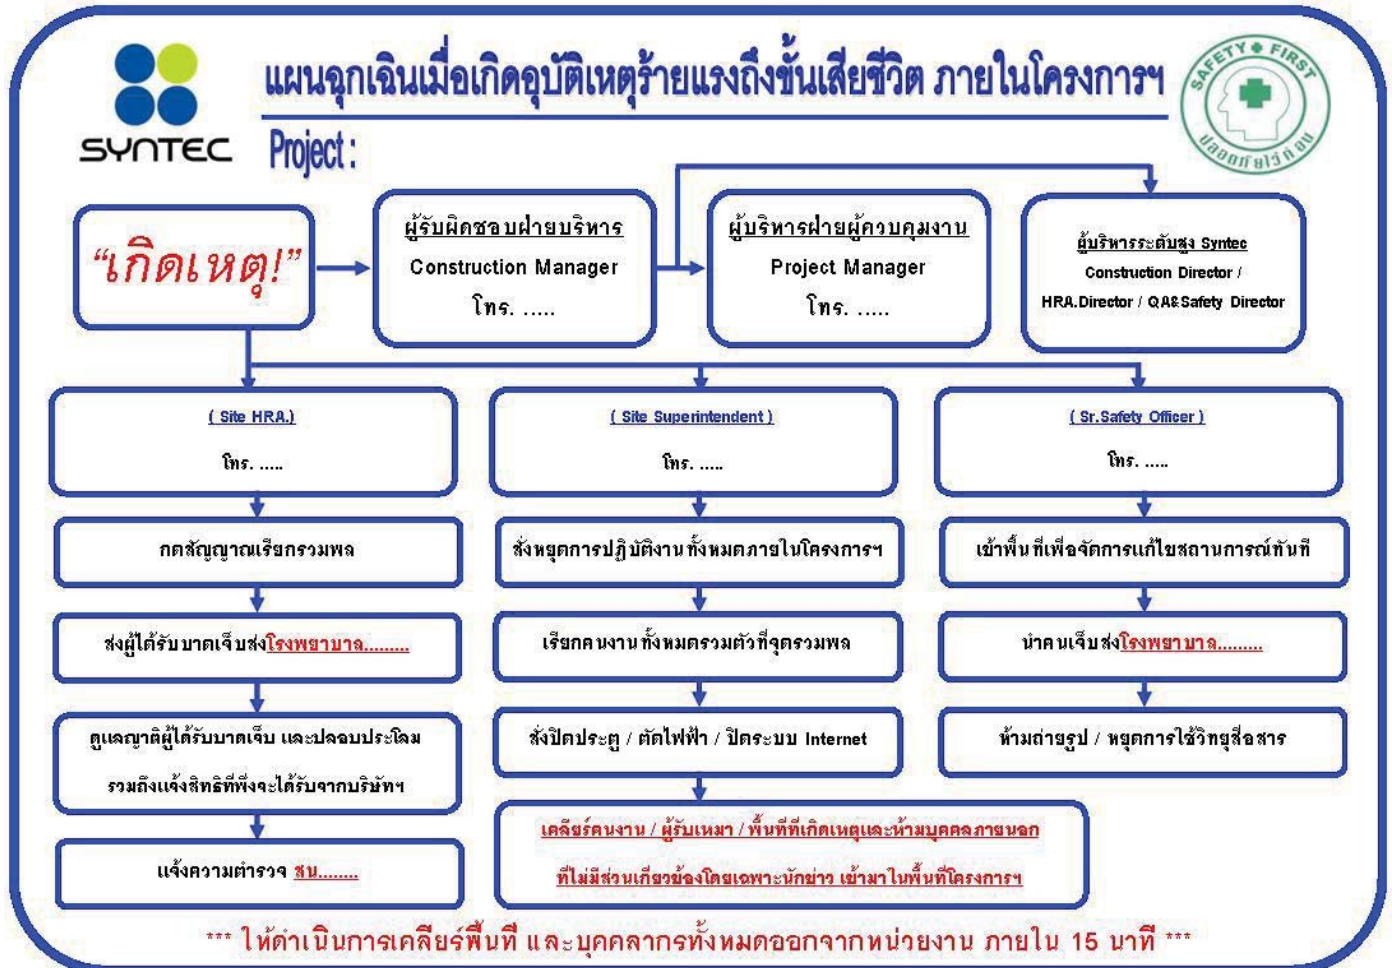 แผนฉุกเฉินเมื่อเกิดอุบัติเหตุร้ายแรงถึงขั้นเสียชีวิต ภายในโครงการฯ
SAFETY FIRST
ปลอดภัยไว้ก่อน
SYNTEC
Project :
“เกิดเหตุ!”
ผู้รับผิดชอบฝ่ายบริหาร
Construction Manager
โทร. .....
ผู้บริหารฝ่ายผู้ควบคุมงาน
Project Manager
โทร. .....
ผู้บริหารระดับสูง Syntec
Construction Director /
HRA.Director / QA&Safety Director
( Site HRA.)
โทร. .....
( Site Superintendent )
โทร. .....
( Sr.Safety Officer )
โทร. .....
กดสัญญาณเรียกรวมพล
สั่งหยุดการปฏิบัติงานทั้งหมดภายในโครงการฯ
เข้าพื้นที่เพื่อจัดการแก้ไขสถานการณ์ทันที
ส่งผู้ได้รับบาดเจ็บส่งโรงพยาบาล.........
เรียกคนงานทั้งหมดรวมตัวที่จุดรวมพล
นำคนเจ็บส่งโรงพยาบาล.........
ดูแลญาติผู้ได้รับบาดเจ็บ และปลอบประโลม
รวมถึงแจ้งสิทธิที่พึงจะได้รับจากบริษัทฯ
สั่งปิดประตู / ตัดไฟฟ้า / ปิดระบบ Internet
ห้ามถ่ายรูป / หยุดการใช้วิทยุสื่อสาร
แจ้งความตำรวจ สน........
เคลียร์คนงาน / ผู้รับเหมา / พื้นที่ที่เกิดเหตุและห้ามบุคคลภายนอก
ที่ไม่มีส่วนเกี่ยวข้องโดยเฉพาะนักข่าว เข้ามาในพื้นที่โครงการฯ
*** ให้ดำเนินการเคลียร์พื้นที่ และบุคคลากรทั้งหมดออกจากหน่วยงาน ภายใน 15 นาที ***